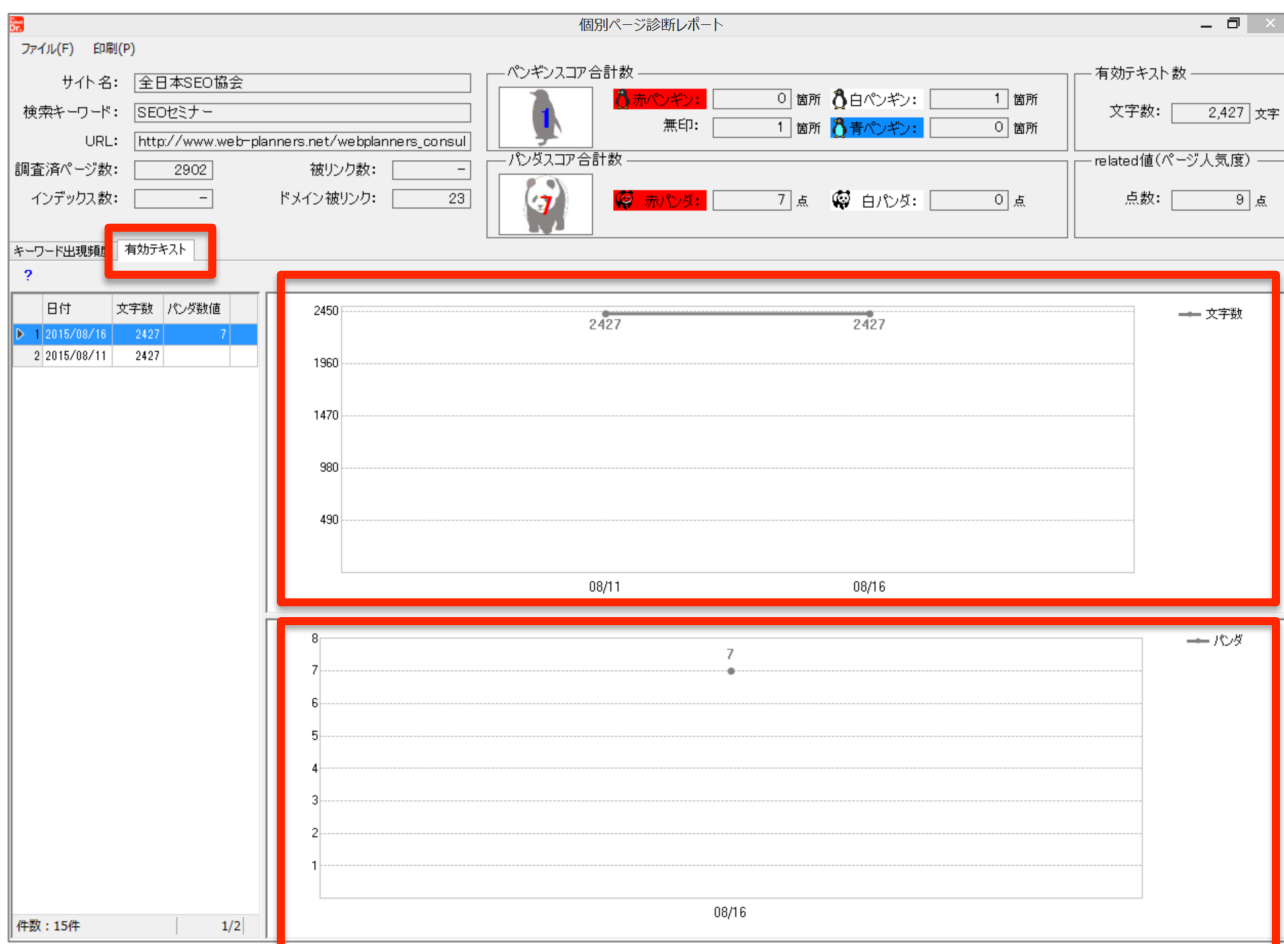 個別ページ診断レポート
ファイル(F) 印刷(P)
サイト名: 全日本SEO協会
検索キーワード: SEOセミナー
URL: http://www.web-planners.net/webplanners_consul
調査済ページ数: 2902 被リンク数: -
インデックス数: - ドメイン被リンク: 23
ペンギンスコア合計数
1
赤ペンギン: 0 箇所 白ペンギン: 1 箇所
無印: 1 箇所 青ペンギン: 0 箇所
パンダスコア合計数
7
赤パンダ: 7 点 白パンダ: 0 点
有効テキスト数
文字数: 2,427 文字
related値(ページ人気度)
点数: 9 点
キーワード出現頻度 有効テキスト
?
日付 文字数 パンダ数値
1 2015/08/16 2427 7
2 2015/08/11 2427
件数:15件 1/2
文字数
2450
2427 2427
1960
1470
980
490
08/11 08/16
パンダ
8
7
7
6
5
4
3
2
1
08/16